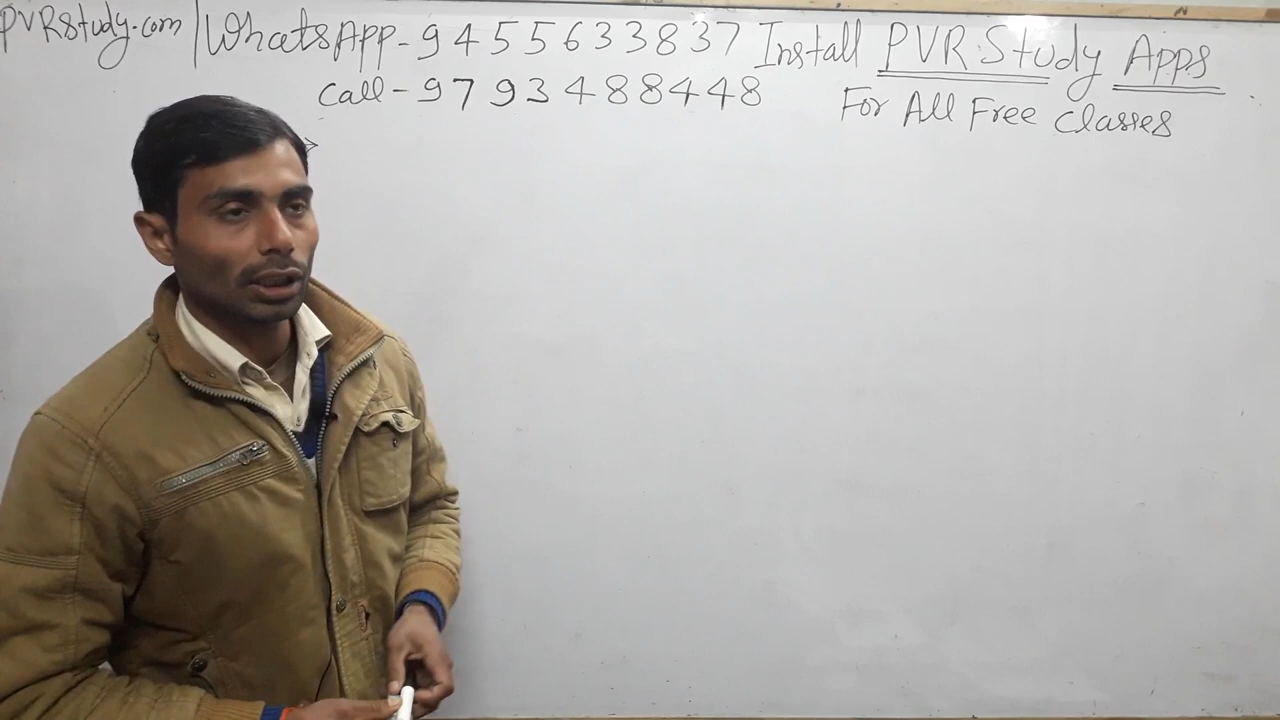 PVRStudy.com | WhatsApp - 9455633837 Install PVR Study Apps
Call - 9793488448 For All Free Classes